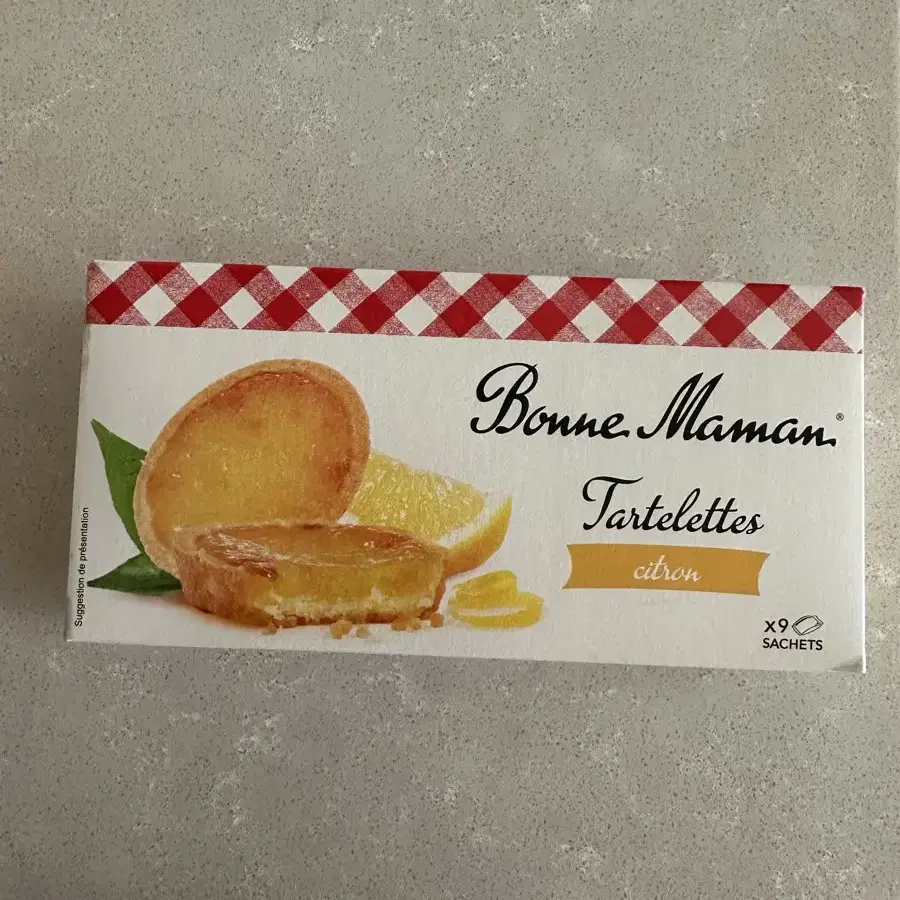 Bonne Maman®
Tartelettes
citron
x9
SACHETS
Suggestion de présentation